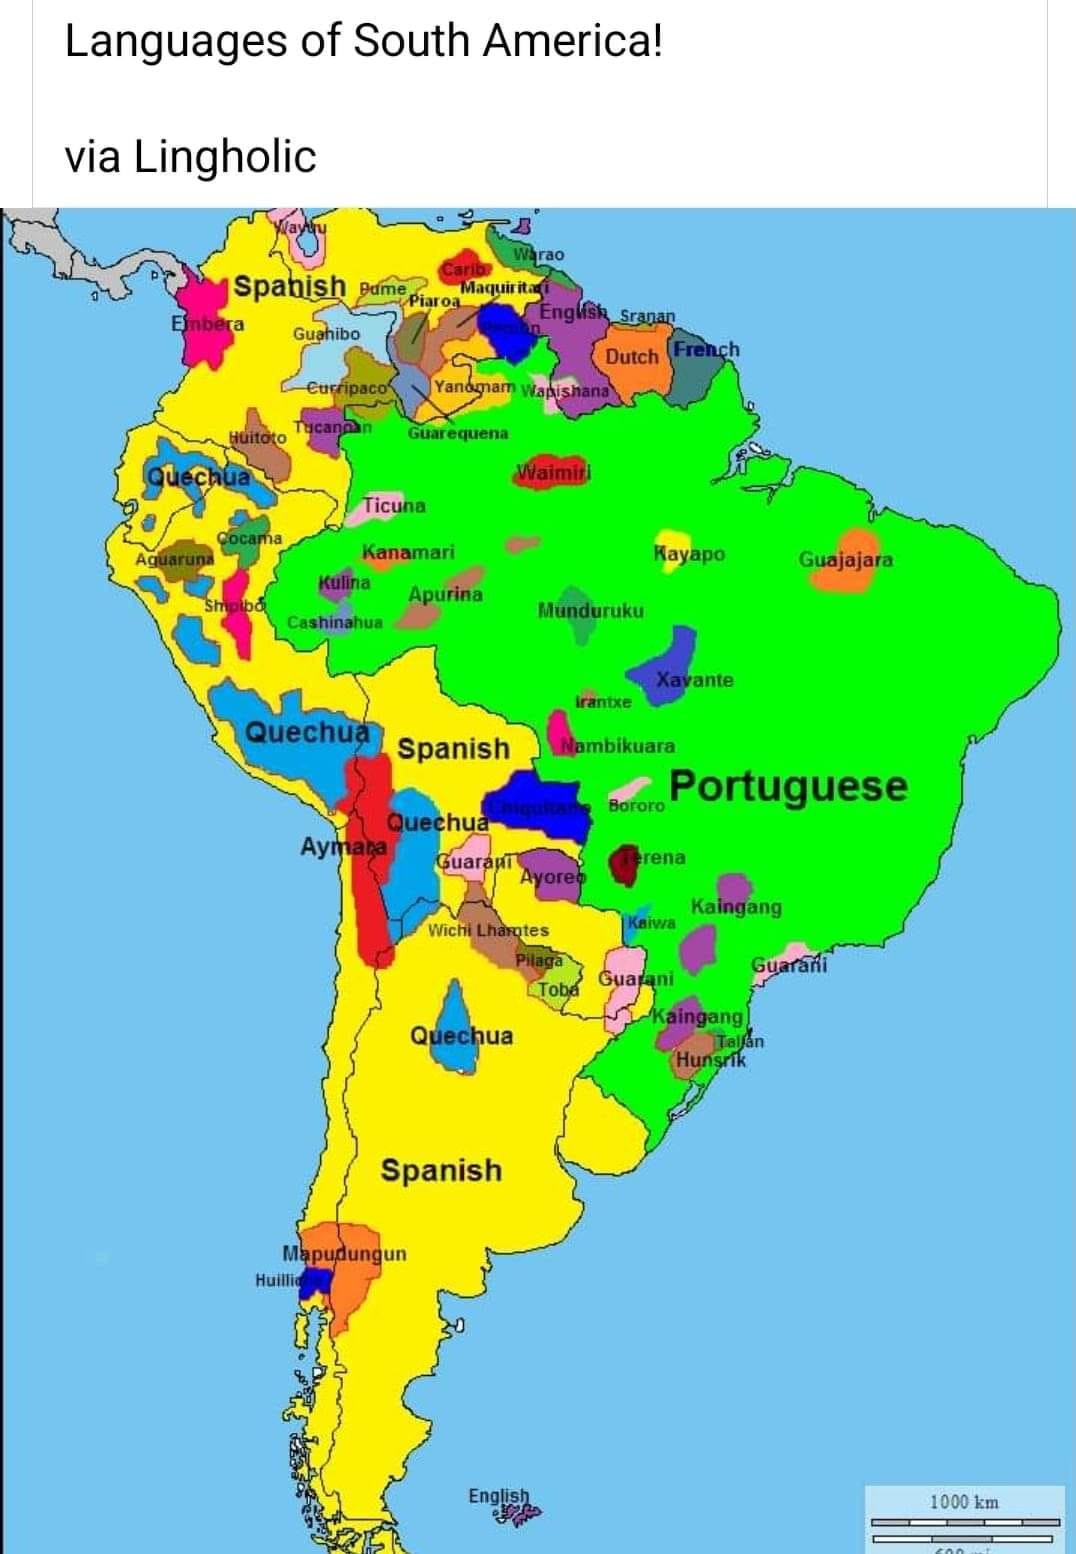 Languages of South America!
via Lingholic
Wayuu
Warao
Carib
Spanish
Pume
Maquiritari
Piaroa
English
Sranan
Embera
Guahibo
French
Dutch
Curripaco
Yanomam
Wapishana
Tucanoan
Guarequena
Huitoto
Waimiri
Quechua
Ticuna
Cocama
Kanamari
Kayapo
Guajajara
Aguaruna
Kulina
Apurina
Shipibo
Munduruku
Cashinahua
Xavante
Irantxe
Quechua
Spanish
Nambikuara
Portuguese
Chiquitano
Bororo
Quechua
Aymara
Guarani
Terena
Ayoreo
Kaingang
Kaiwa
Wichi Lhamtes
Pilaga
Guarani
Guarani
Toba
Kaingang
Quechua
Talian
Hunsrik
Spanish
Mapudungun
English
1000 km